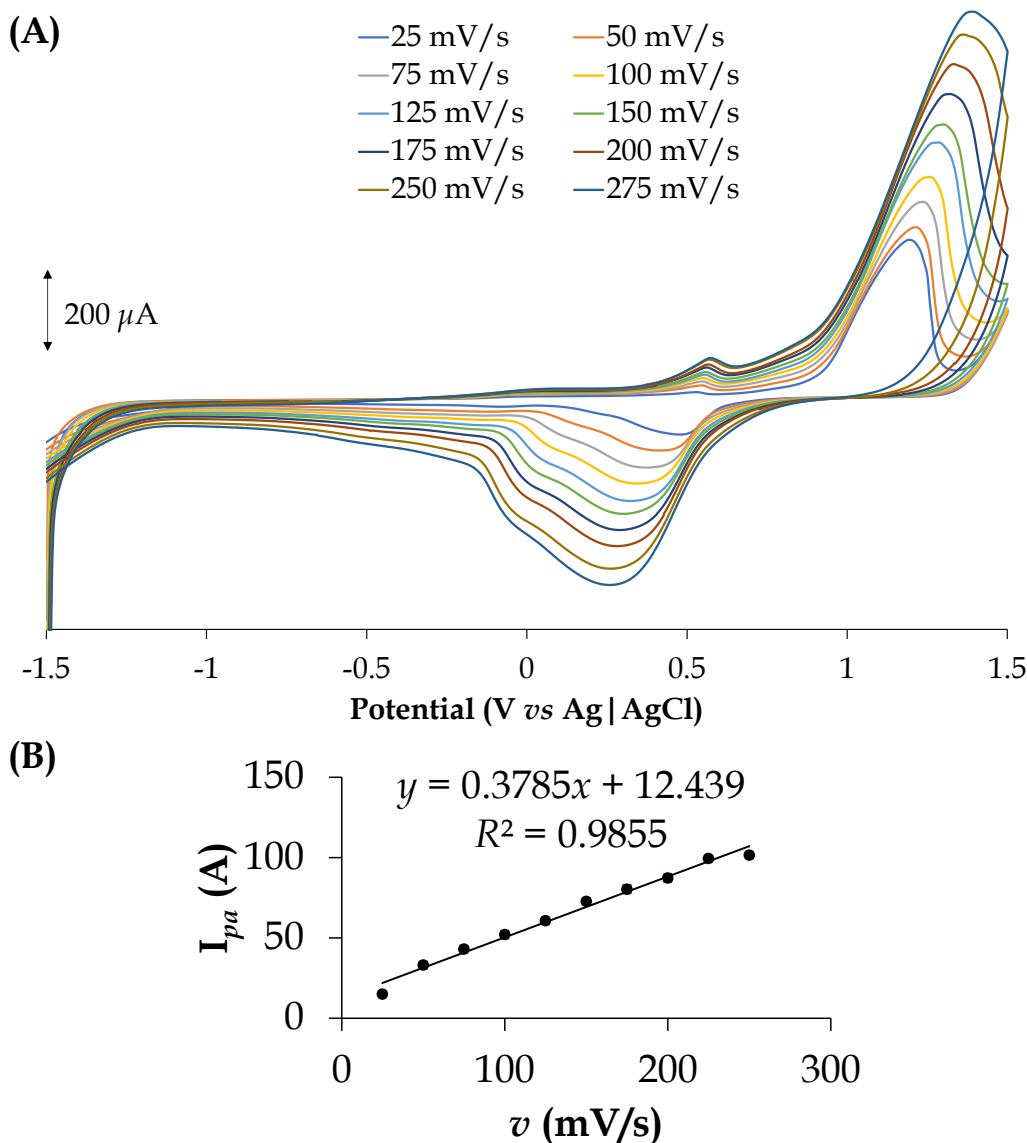 (A)
25 mV/s 50 mV/s
75 mV/s 100 mV/s
125 mV/s 150 mV/s
175 mV/s 200 mV/s
250 mV/s 275 mV/s
200 µA
-1.5 -1 -0.5 0 0.5 1 1.5
Potential (V vs Ag|AgCl)
(B)
y = 0.3785x + 12.439
R² = 0.9855
150
100
50
0
I_pa (A)
0 100 200 300
v (mV/s)